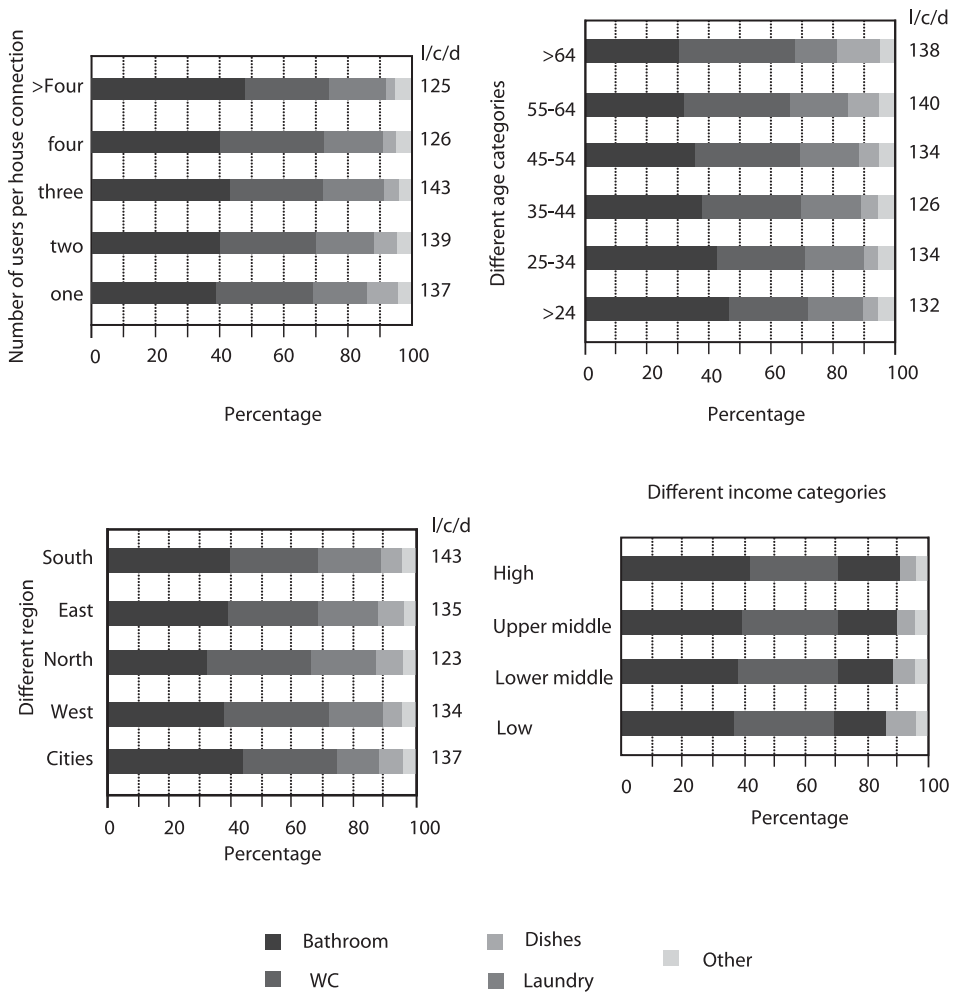 Number of users per house connection
l/c/d
>Four
125
four
126
three
143
two
139
one
137
0 20 40 60 80 100
Percentage
Different age categories
l/c/d
>64
138
55-64
140
45-54
134
35-44
126
25-34
134
>24
132
0 20 40 60 80 100
Percentage
Different region
l/c/d
South
143
East
135
North
123
West
134
Cities
137
0 20 40 60 80 100
Percentage
Different income categories
High
Upper middle
Lower middle
Low
0 20 40 60 80 100
Percentage
Bathroom
WC
Dishes
Laundry
Other